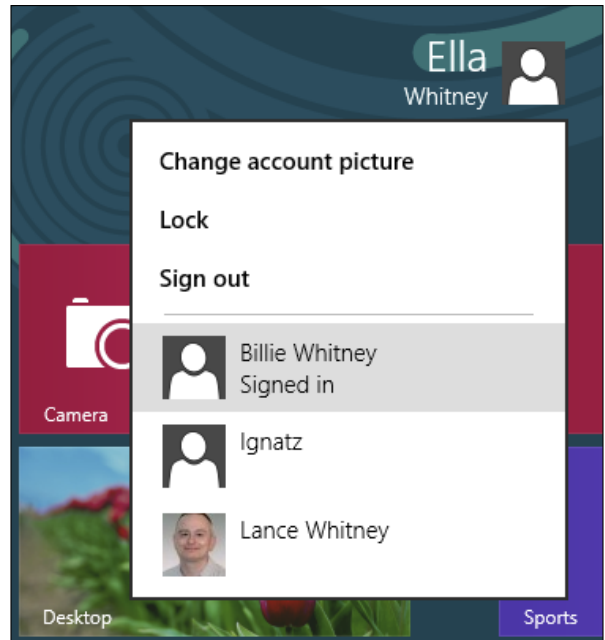 Ella
Whitney
Change account picture
Lock
Sign out
Billie Whitney
Signed in
Ignatz
Lance Whitney
Camera
Desktop
Sports